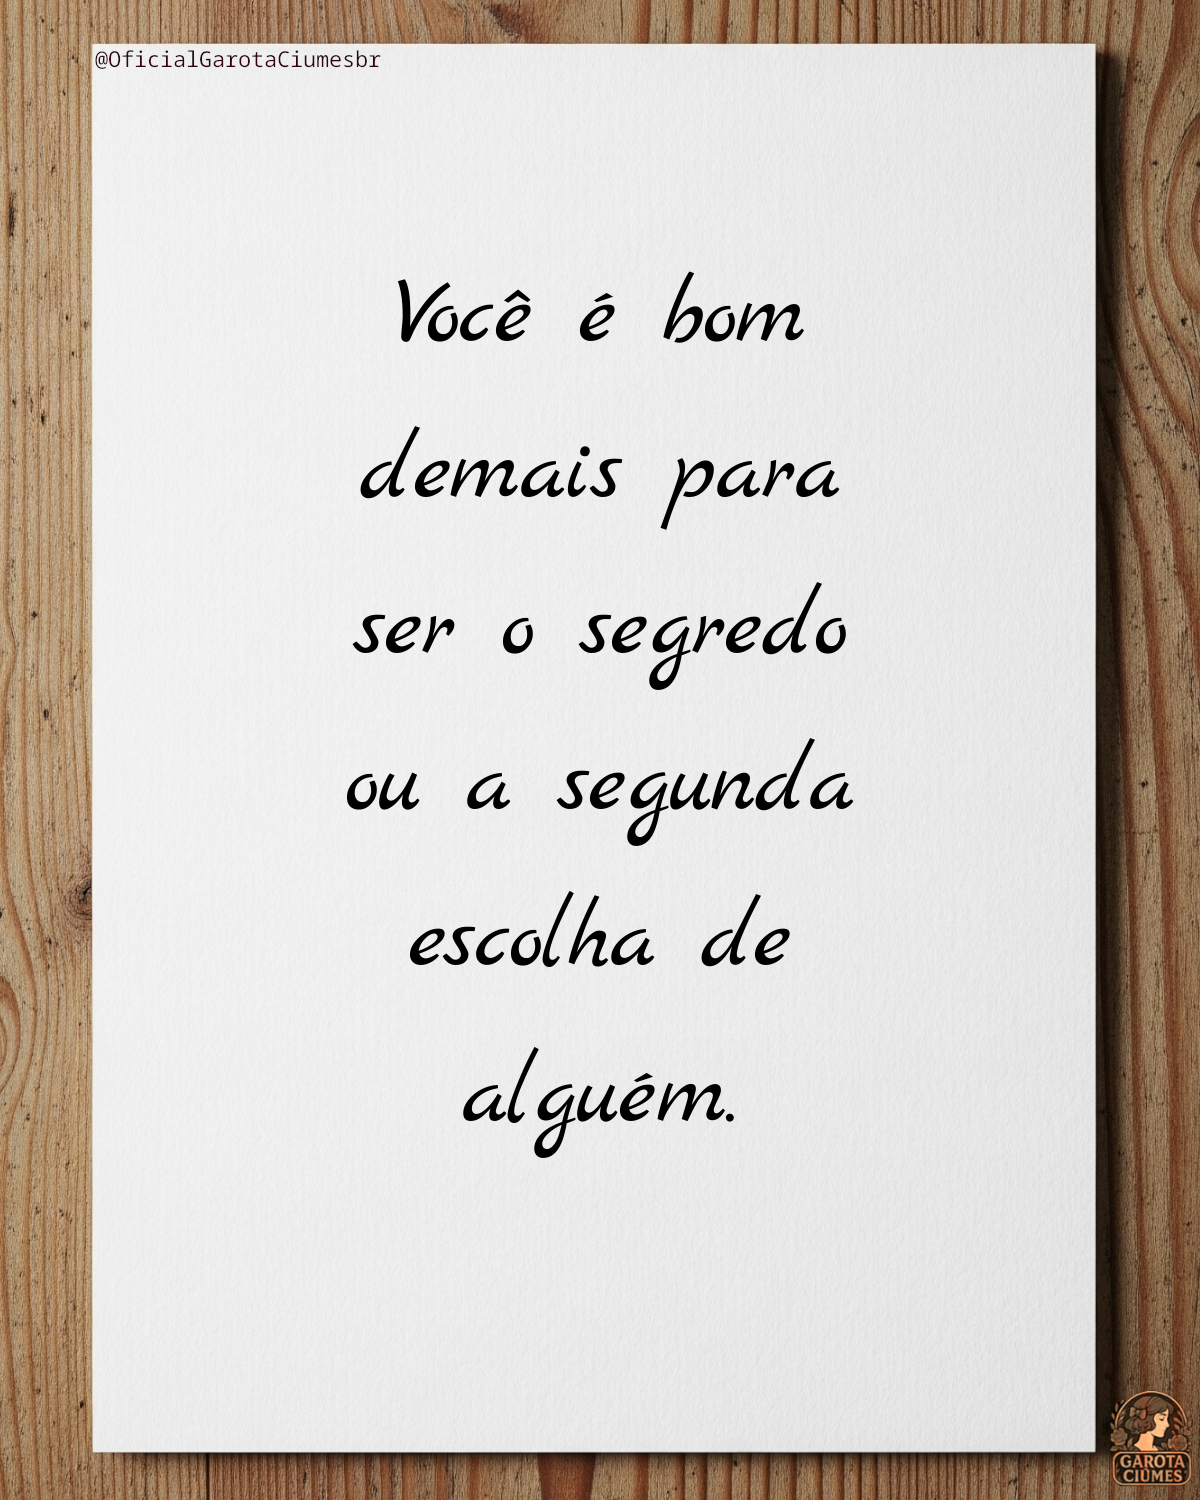 @OficialGarotaCiumesbr
Você é bom
demais para
ser o segredo
ou a segunda
escolha de
alguém.
GAROTA
CIÚMES